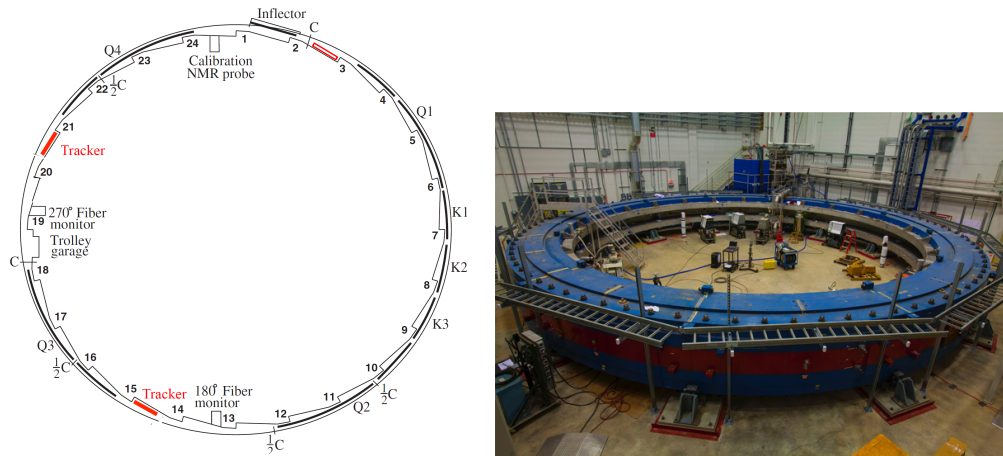 Inflector
C
1
2
3
4
Q1
5
6
K1
7
K2
8
K3
9
10
½C
Q2
11
12
½C
13
180° Fiber
monitor
14
Tracker
15
16
½C
Q3
17
18
C
Trolley
garage
19
270° Fiber
monitor
20
Tracker
21
22
½C
23
Q4
24
Calibration
NMR probe